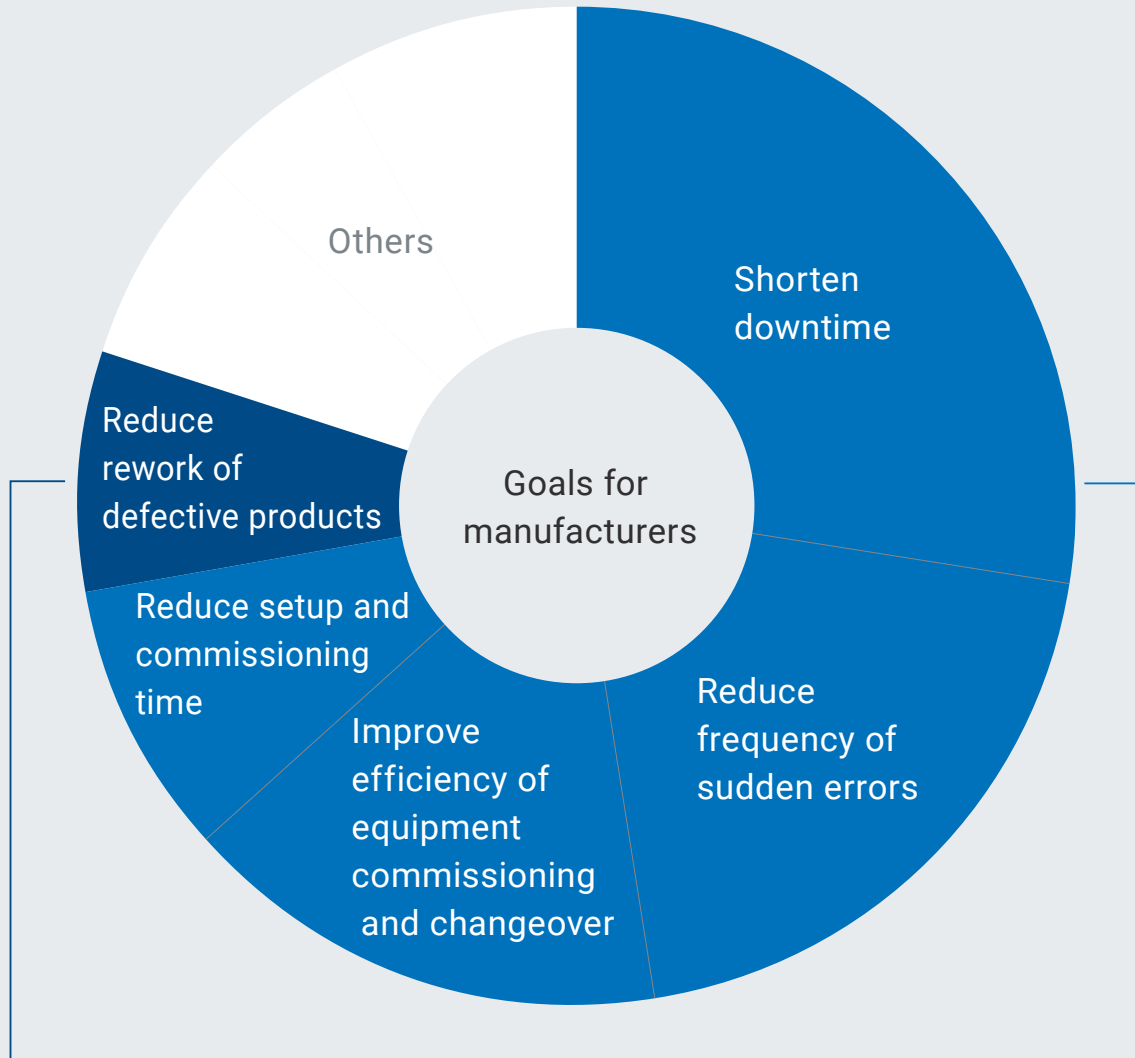 Others
Shorten
downtime
Reduce
rework of
defective products
Goals for
manufacturers
Reduce setup and
commissioning
time
Reduce
frequency of
sudden errors
Improve
efficiency of
equipment
commissioning
and changeover